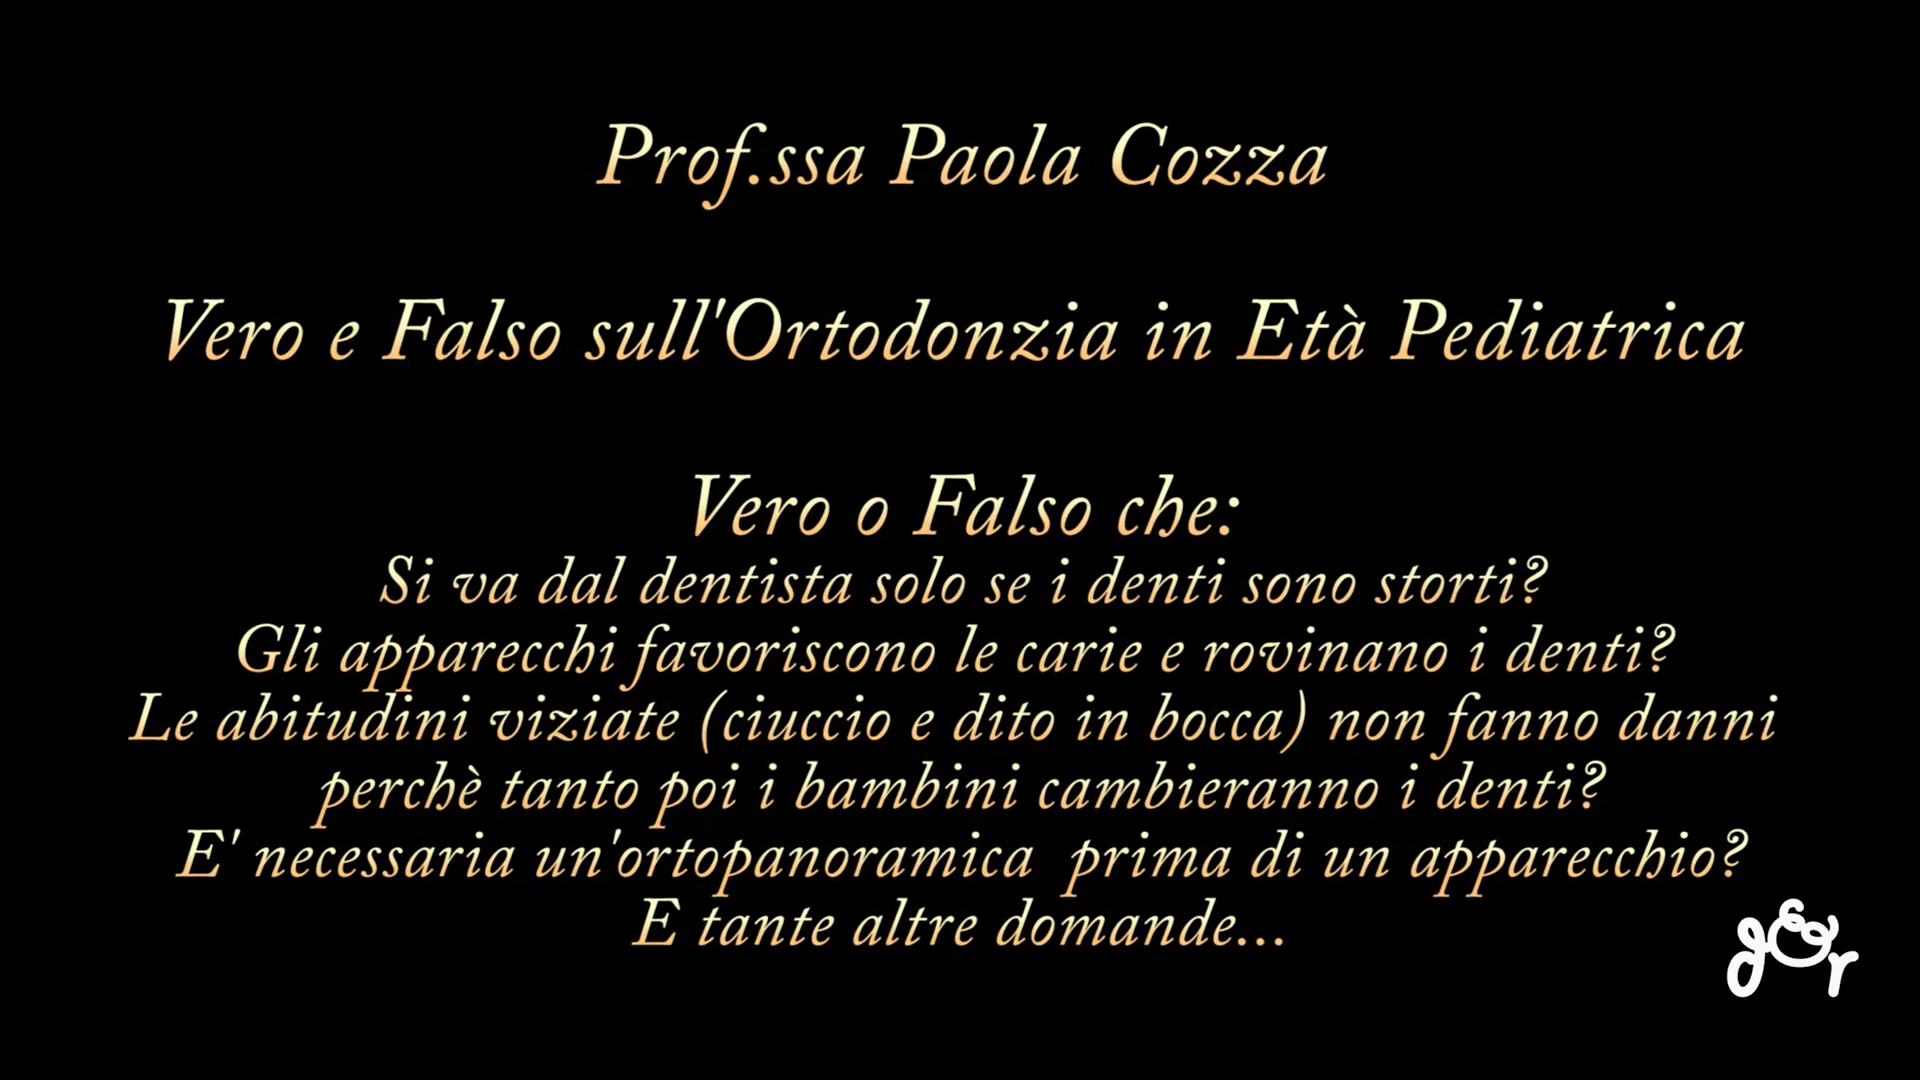 Prof.ssa Paola Cozza
Vero e Falso sull'Ortodonzia in Età Pediatrica
Vero o Falso che:
Si va dal dentista solo se i denti sono storti?
Gli apparecchi favoriscono le carie e rovinano i denti?
Le abitudini viziate (ciuccio e dito in bocca) non fanno danni
perchè tanto poi i bambini cambieranno i denti?
E' necessaria un'ortopanoramica prima di un apparecchio?
E tante altre domande...
g&r